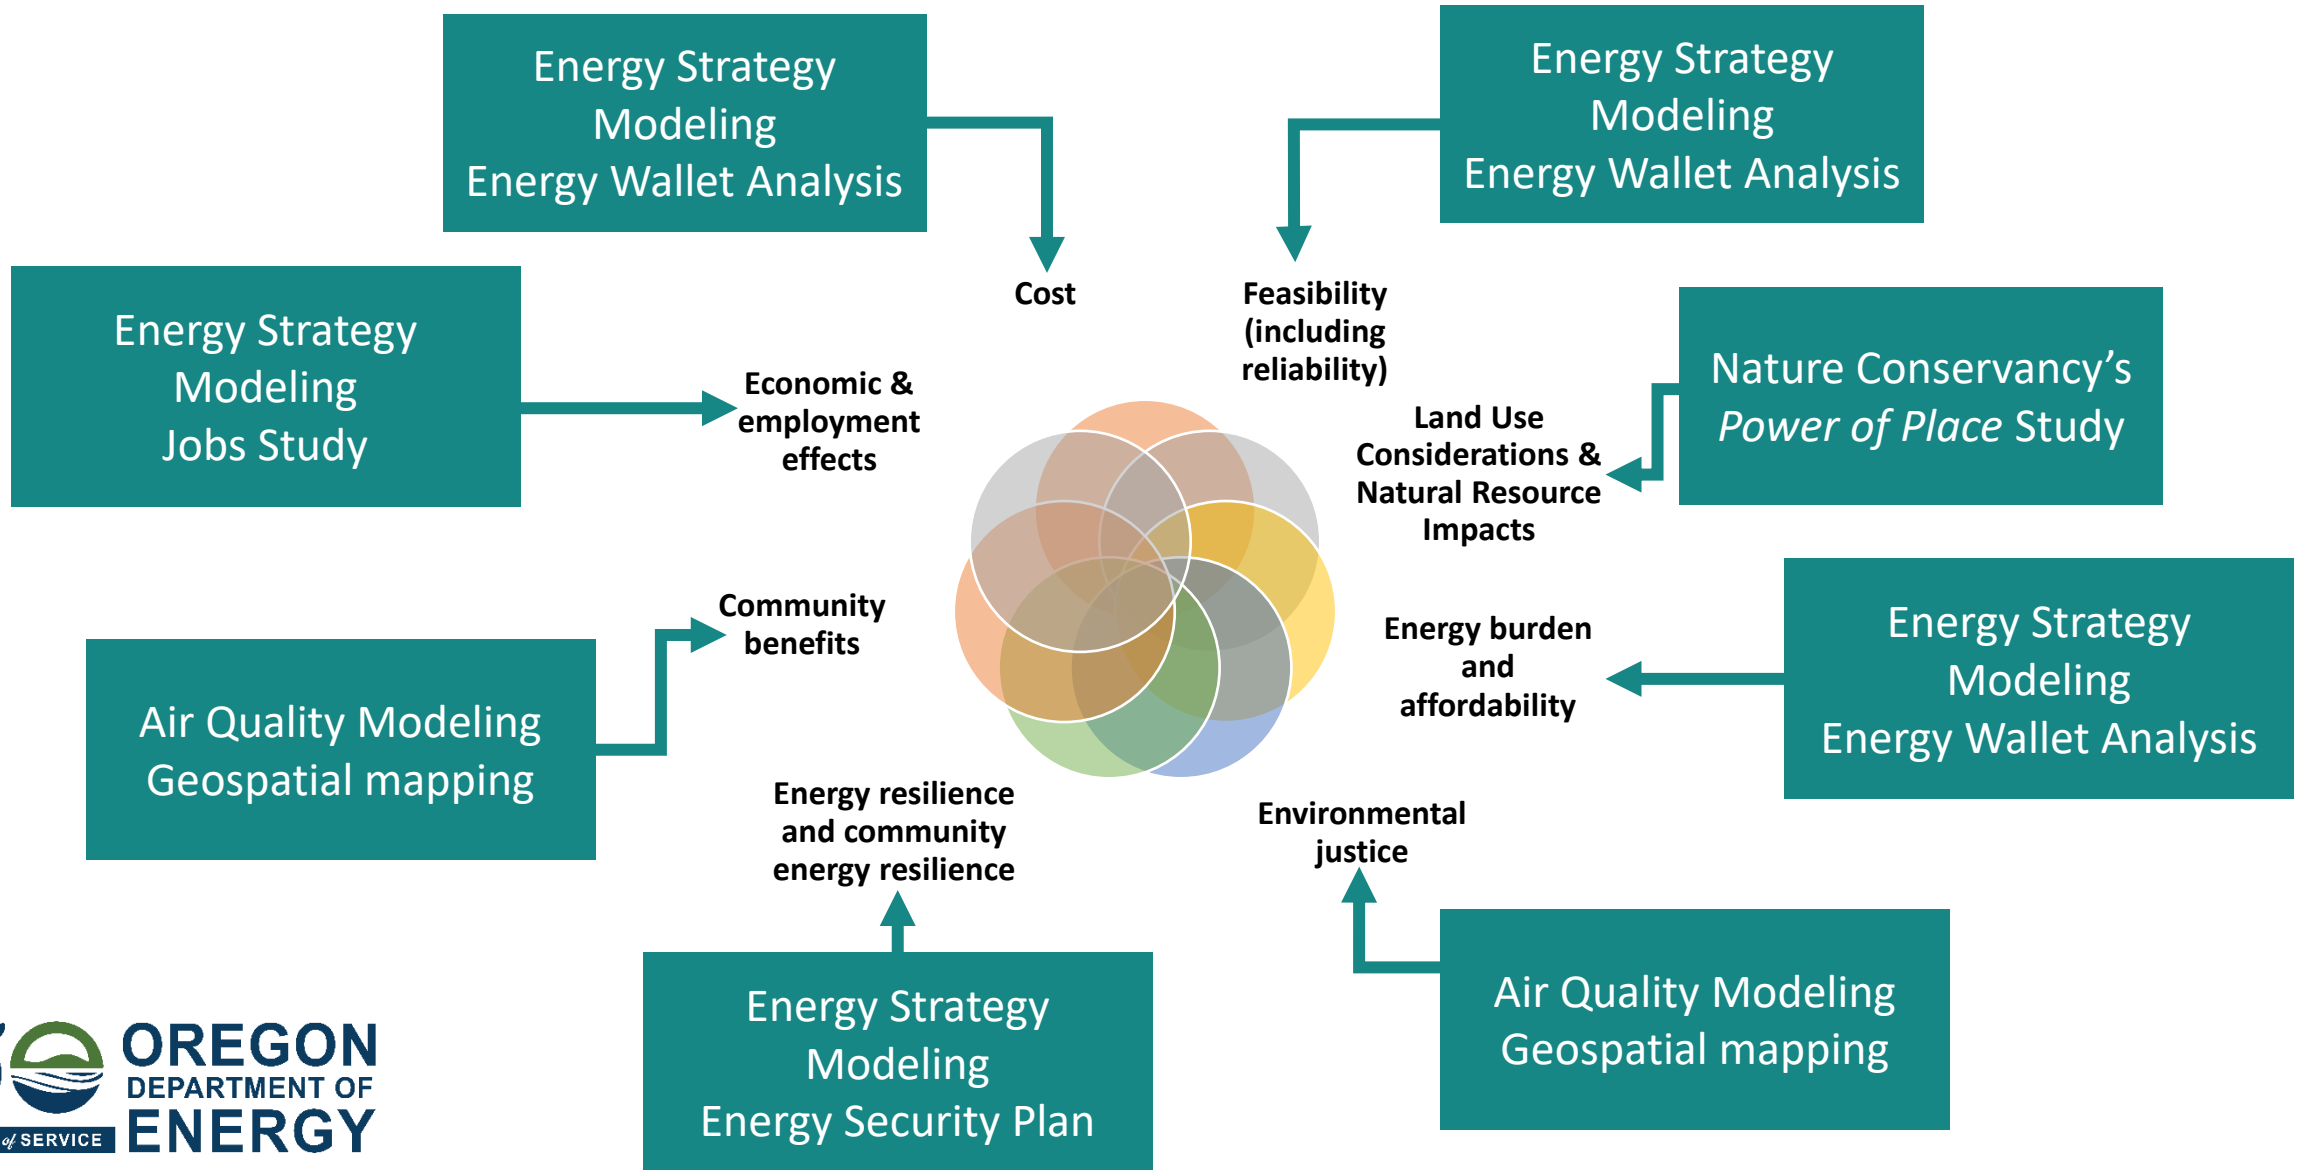 Energy Strategy
Modeling
Energy Wallet Analysis
Energy Strategy
Modeling
Energy Wallet Analysis
Energy Strategy
Modeling
Jobs Study
Cost
Feasibility
(including
reliability)
Nature Conservancy’s
Power of Place Study
Economic &
employment
effects
Land Use
Considerations &
Natural Resource
Impacts
Community
benefits
Energy burden
and
affordability
Energy Strategy
Modeling
Energy Wallet Analysis
Air Quality Modeling
Geospatial mapping
Energy resilience
and community
energy resilience
Environmental
justice
Energy Strategy
Modeling
Energy Security Plan
Air Quality Modeling
Geospatial mapping
OREGON
DEPARTMENT OF
ENERGY
of SERVICE